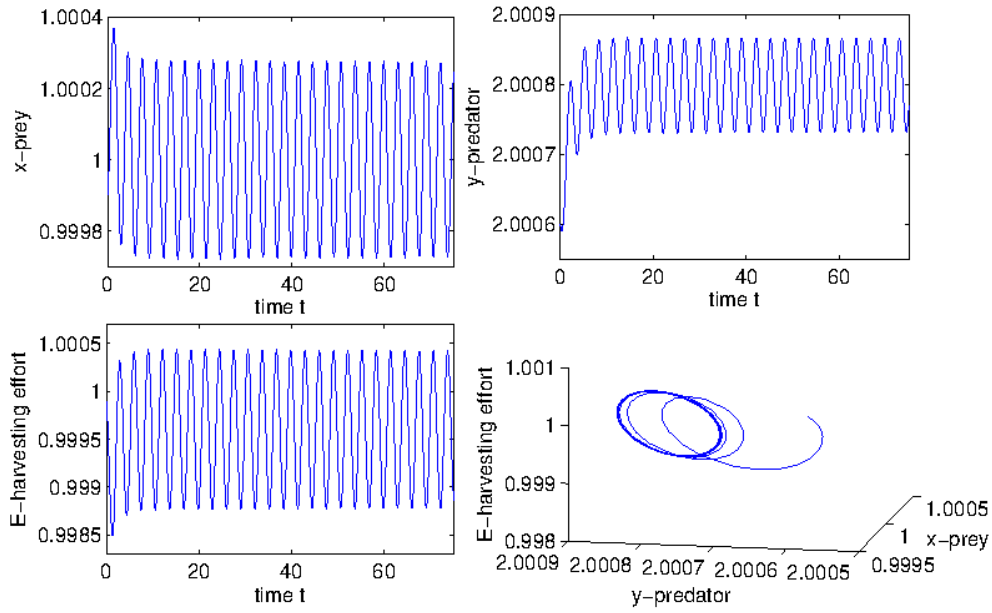 1.0004
1.0002
1
0.9998
x-prey
0 20 40 60
time t
2.0009
2.0008
2.0007
2.0006
y-predator
0 20 40 60
time t
1.0005
1
0.9995
0.999
0.9985
E-harvesting effort
0 20 40 60
time t
1.001
1
0.999
0.998
E-harvesting effort
2.0009 2.0008 2.0007 2.0006 2.0005
y-predator
1.0005
1
0.9995
x-prey